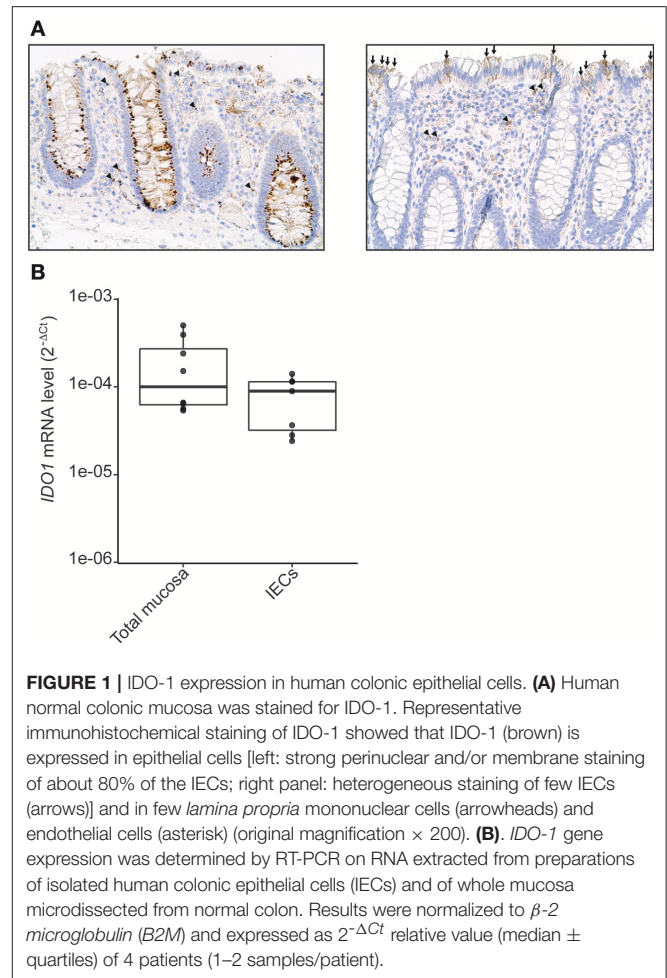 A
B
1e-03
1e-04
1e-05
1e-06
IDO1 mRNA level (2-ΔCt)
Total mucosa
IECs
FIGURE 1 | IDO-1 expression in human colonic epithelial cells. (A) Human
normal colonic mucosa was stained for IDO-1. Representative
immunohistochemical staining of IDO-1 showed that IDO-1 (brown) is
expressed in epithelial cells [left: strong perinuclear and/or membrane staining
of about 80% of the IECs; right panel: heterogeneous staining of few IECs
(arrows)] and in few lamina propria mononuclear cells (arrowheads) and
endothelial cells (asterisk) (original magnification × 200). (B). IDO-1 gene
expression was determined by RT-PCR on RNA extracted from preparations
of isolated human colonic epithelial cells (IECs) and of whole mucosa
microdissected from normal colon. Results were normalized to β-2
microglobulin (B2M) and expressed as 2-ΔCt relative value (median ±
quartiles) of 4 patients (1–2 samples/patient).